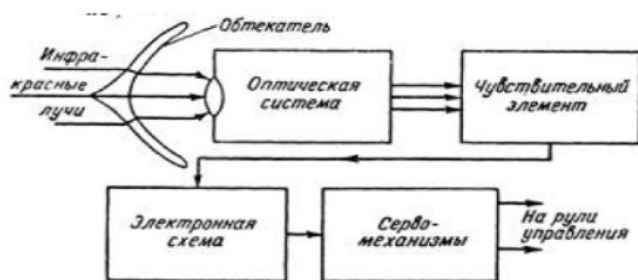 Обтекатель
Инфра-
красные
лучи
Оптическая
система
Чувствительный
элемент
Электронная
схема
Серво-
механизмы
На рули
управления